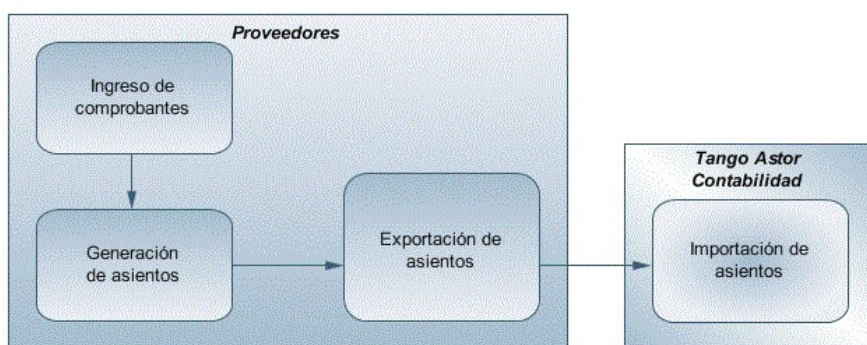 Proveedores
Ingreso de
comprobantes
Generación
de asientos
Exportación de
asientos
Tango Astor
Contabilidad
Importación de
asientos